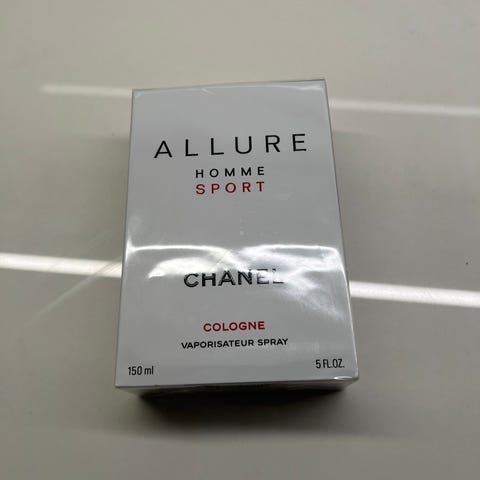 ALLURE
HOMME
SPORT
CHANEL
COLOGNE
VAPORISATEUR SPRAY
150 ml 5 FL.OZ.